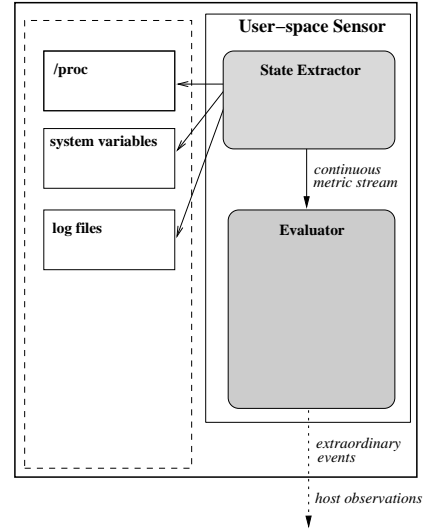 User-space Sensor
/proc
State Extractor
system variables
continuous
metric stream
log files
Evaluator
extraordinary
events
host observations